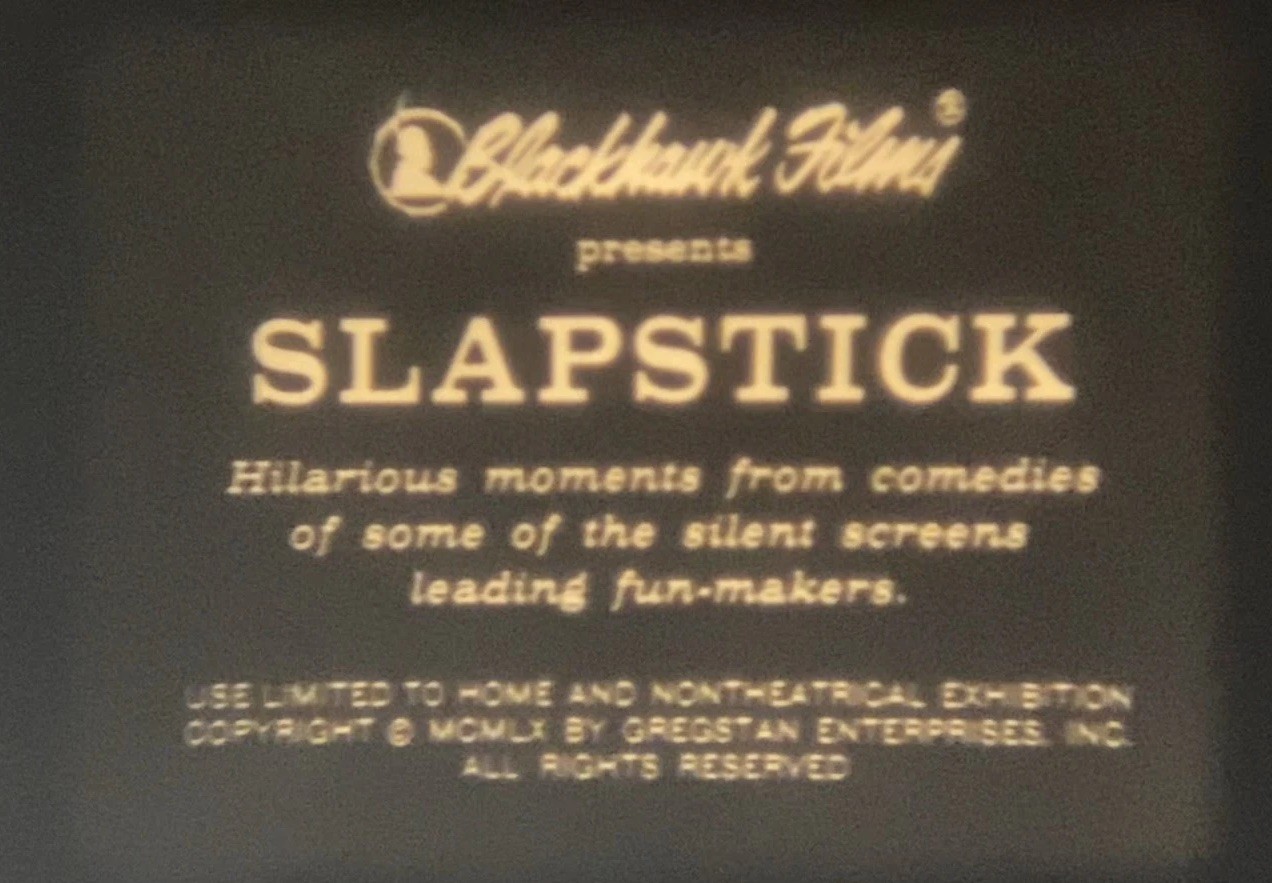 Blackhawk Films®
presents
SLAPSTICK
Hilarious moments from comedies
of some of the silent screens
leading fun-makers.
USE LIMITED TO HOME AND NONTHEATRICAL EXHIBITION
COPYRIGHT © MCMLX BY GREGSTAN ENTERPRISES, INC.
ALL RIGHTS RESERVED